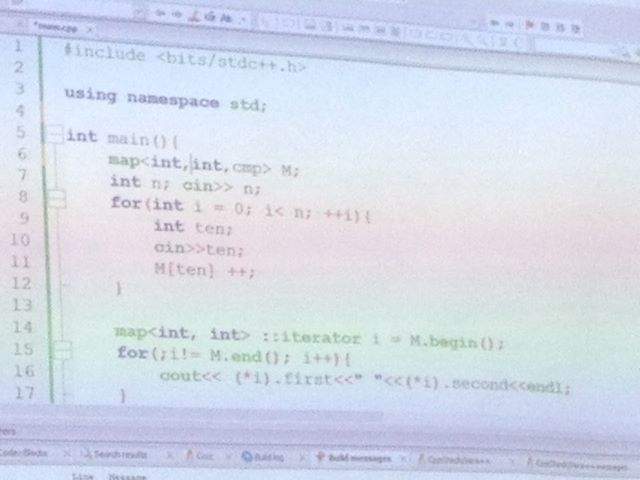 *main.cpp
1 #include <bits/stdc++.h>
2
3 using namespace std;
4
5 int main(){
6 map<int,int,cmp> M;
7 int n; cin>> n;
8 for(int i = 0; i< n; ++i){
9 int ten;
10 cin>>ten;
11 M[ten] ++;
12 }
13
14 map<int, int> ::iterator i = M.begin();
15 for(;i!= M.end(); i++){
16 cout<< (*i).first<<" "<<(*i).second<<endl;
17 }
Code::Blocks Search results Build log Build messages
Line Message